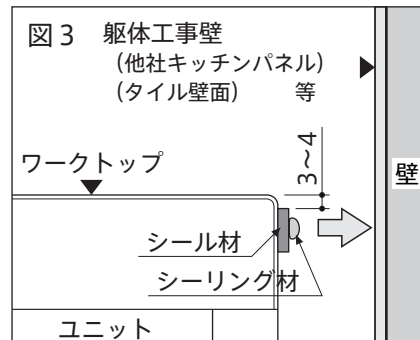 図3 躯体工事壁
(他社キッチンパネル)
(タイル壁面) 等
3~4
ワークトップ
壁
シール材
シーリング材
ユニット